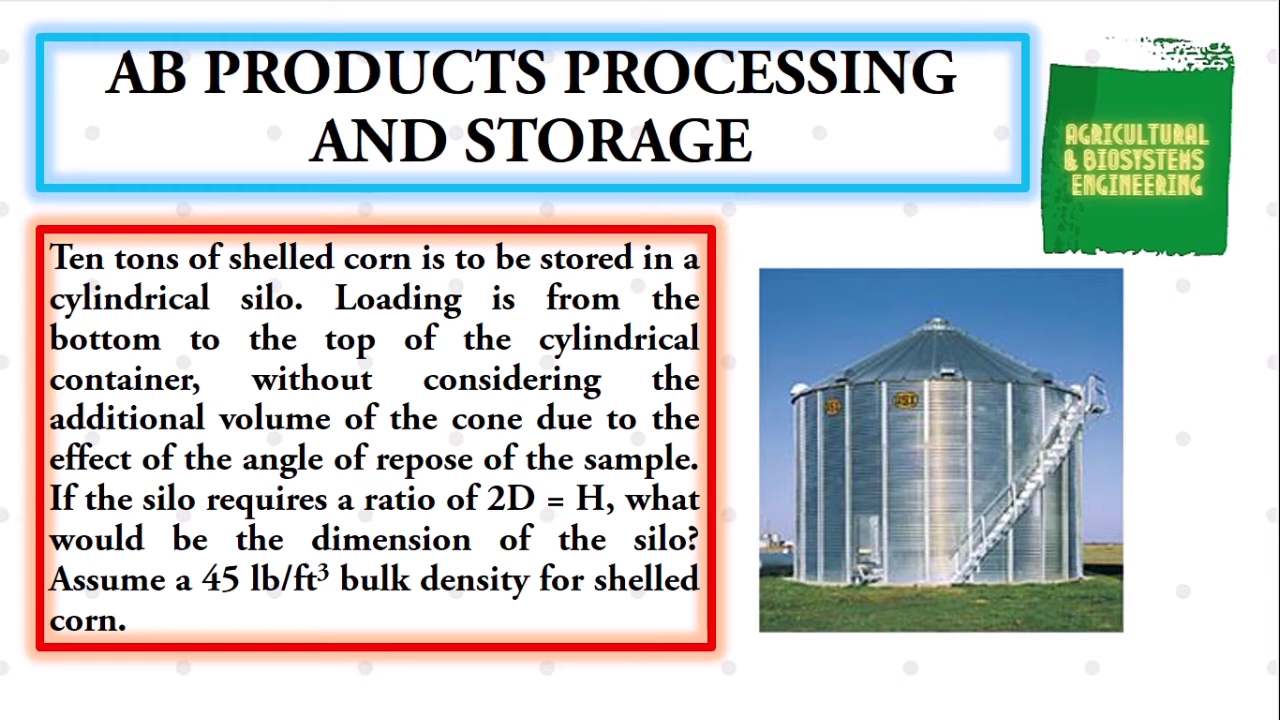 AB PRODUCTS PROCESSING
AND STORAGE
AGRICULTURAL
& BIOSYSTEMS
ENGINEERING
Ten tons of shelled corn is to be stored in a
cylindrical silo. Loading is from the
bottom to the top of the cylindrical
container, without considering the
additional volume of the cone due to the
effect of the angle of repose of the sample.
If the silo requires a ratio of 2D = H, what
would be the dimension of the silo?
Assume a 45 lb/ft³ bulk density for shelled
corn.